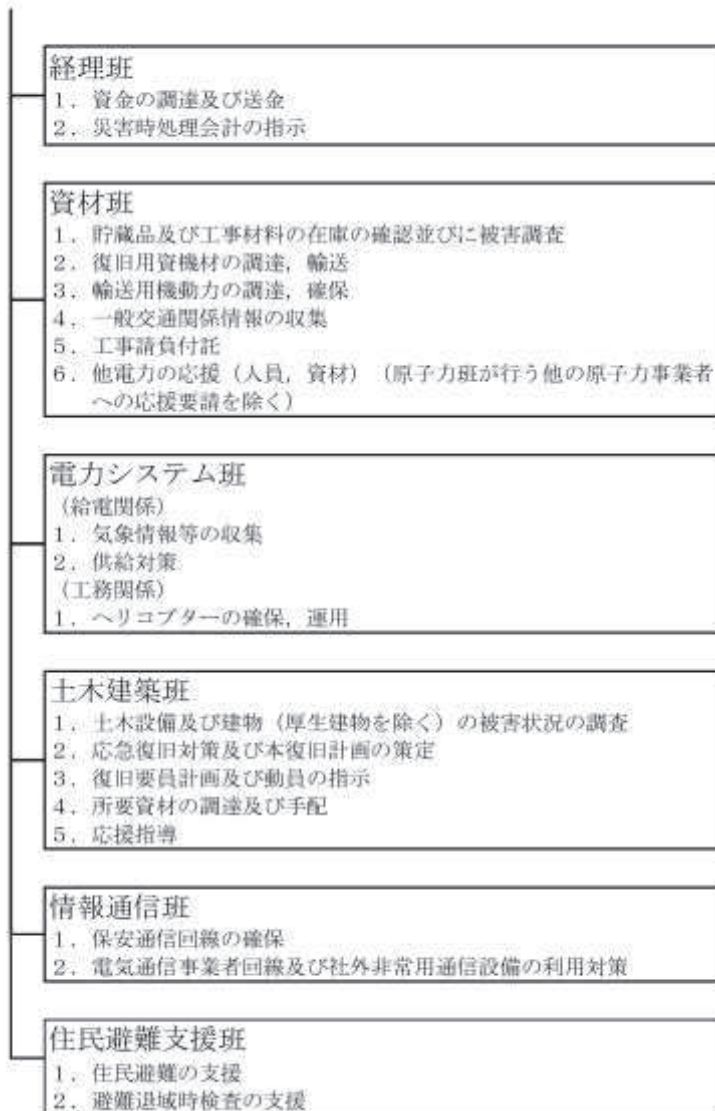 経理班
1.資金の調達及び送金
2.災害時処理会計の指示
資材班
1.貯蔵品及び工事材料の在庫の確認並びに被害調査
2.復旧用資機材の調達,輸送
3.輸送用機動力の調達,確保
4.一般交通関係情報の収集
5.工事請負付託
6.他電力の応援(人員,資材)(原子力班が行う他の原子力事業者
への応援要請を除く)
電力システム班
(給電関係)
1.気象情報等の収集
2.供給対策
(工務関係)
1.ヘリコプターの確保,運用
土木建築班
1.土木設備及び建物(厚生建物を除く)の被害状況の調査
2.応急復旧対策及び本復旧計画の策定
3.復旧要員計画及び動員の指示
4.所要資材の調達及び手配
5.応援指導
情報通信班
1.保安通信回線の確保
2.電気通信事業者回線及び社外非常用通信設備の利用対策
住民避難支援班
1.住民避難の支援
2.避難退域時検査の支援